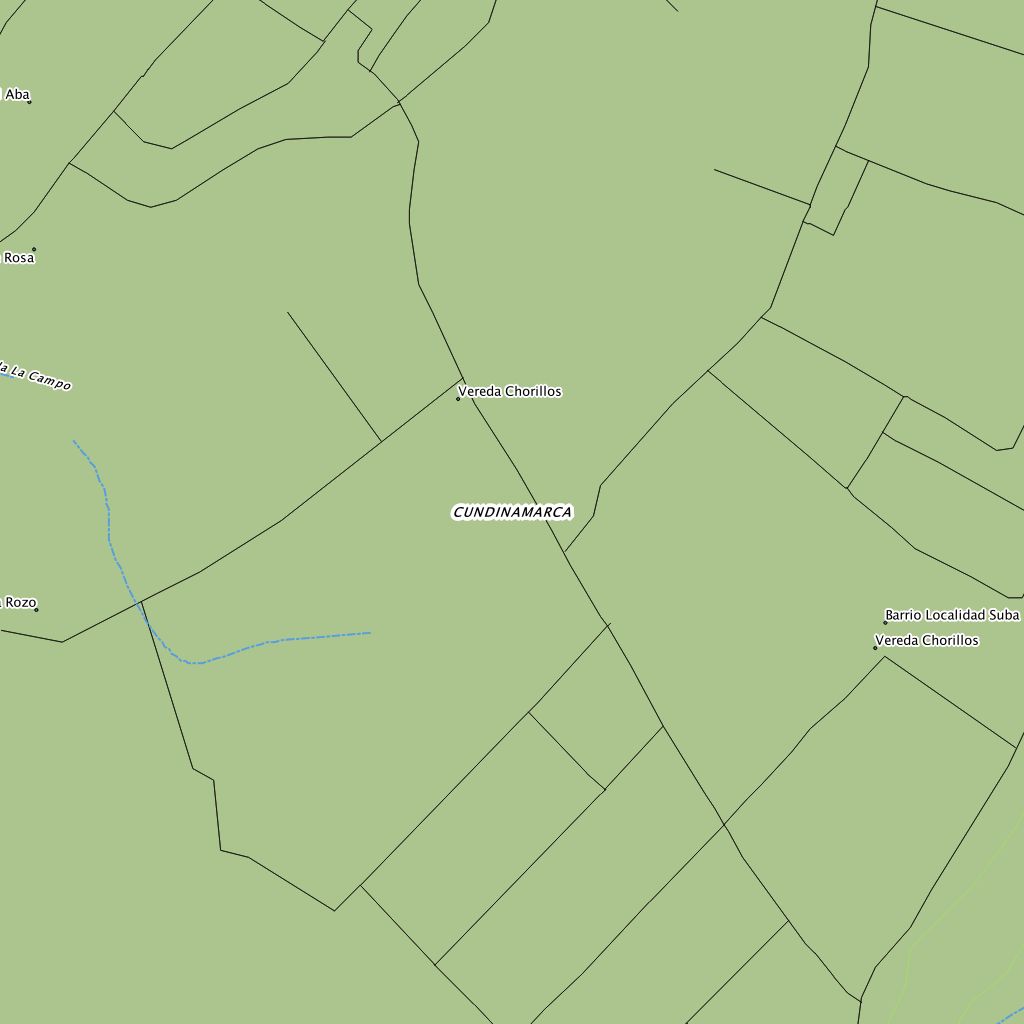 Aba
Rosa
La Campo
Vereda Chorillos
CUNDINAMARCA
Rozo
Barrio Localidad Suba
Vereda Chorillos